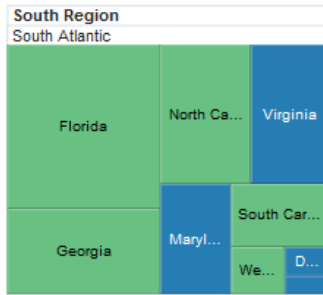 South Region
South Atlantic
Florida
North Ca...
Virginia
Georgia
Maryl...
South Car...
We...
D...